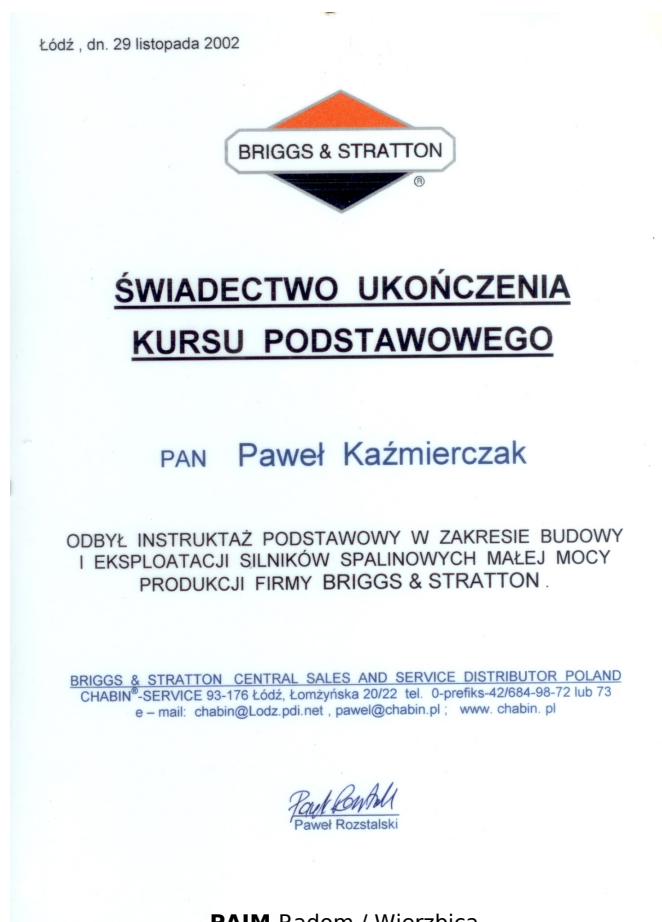 Łódź , dn. 29 listopada 2002
BRIGGS & STRATTON
®
ŚWIADECTWO UKOŃCZENIA
KURSU PODSTAWOWEGO
PAN Paweł Kaźmierczak
ODBYŁ INSTRUKTAŻ PODSTAWOWY W ZAKRESIE BUDOWY
I EKSPLOATACJI SILNIKÓW SPALINOWYCH MAŁEJ MOCY
PRODUKCJI FIRMY BRIGGS & STRATTON .
BRIGGS & STRATTON CENTRAL SALES AND SERVICE DISTRIBUTOR POLAND
CHABIN®-SERVICE 93-176 Łódź, Łomżyńska 20/22 tel. 0-prefiks-42/684-98-72 lub 73
e – mail: chabin@Lodz.pdi.net , pawel@chabin.pl ; www. chabin. pl
Paweł Rozstalski
RAIM Radom / Wierzbica